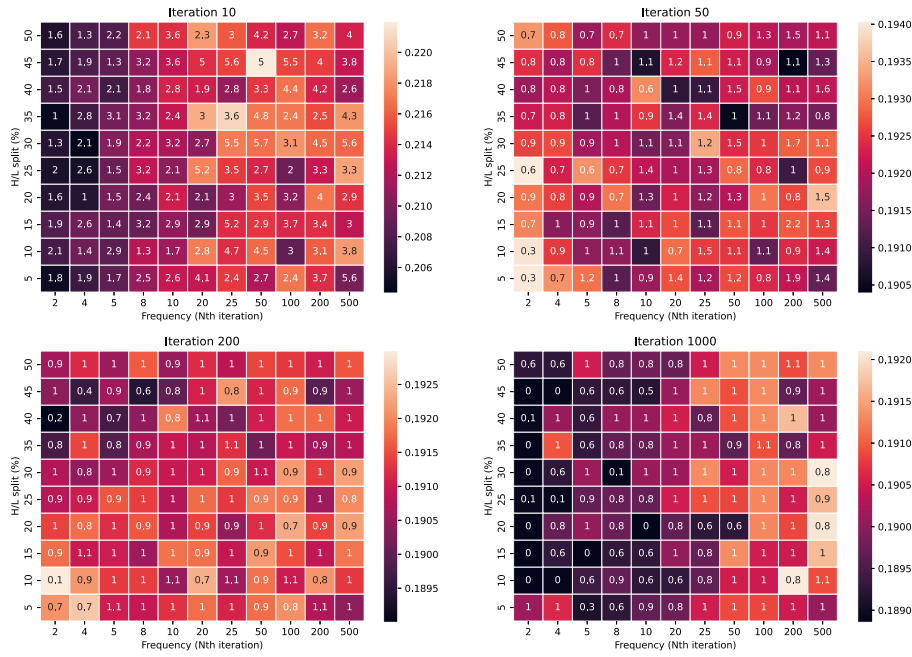 Iteration 10
50 1,6 1,3 2,2 2,1 3,6 2,3 3 4,2 2,7 3,2 4
45 1,7 1,9 2,3 2,6 3,6 5 5,6 5 5,5 4 3,8
40 1,5 2,1 2,1 1,8 2,8 1,9 2,8 3,3 4,4 4,2 2,6
35 1 2,8 3,1 2,2 2,4 3 3,6 4,8 2,4 2,5 4,3
30 1,3 2,1 1,9 2,2 3,2 2,7 5,5 5,7 3,1 4,5 5,6
25 2 2,6 1,5 2,3 2,1 5,2 3,5 2,7 2 3,3 3,3
20 1,6 1 1,5 2,4 2,1 3,4 3 3,5 2,7 4 2,9
15 1,9 2,6 1,4 3,2 2,9 2,9 5,2 2,9 3,7 3,4 3
10 2,1 1,4 2,9 1,3 1,7 2,8 4,7 4,5 3 3,1 3,8
5 1,8 1,9 1,7 2,5 2,6 4,1 2,4 2,7 2,4 3,7 5,6
2 4 5 8 10 20 25 50 100 200 500
Frequency (Nth iteration)
H/L split (%)
0.220
0.218
0.216
0.214
0.212
0.210
0.208
0.206
Iteration 50
50 0,7 0,8 0,7 0,7 1 1 1 0,9 1,3 1,5 1,1
45 0,8 0,8 0,8 1 1,1 1,2 1,1 1,1 0,9 1,1 1,3
40 0,8 0,9 0,8 1 0,6 1 1,1 1,5 0,9 1,1 1,6
35 0,7 0,8 1 1 0,9 1,4 1,4 1 1,1 1,2 0,8
30 0,9 0,9 0,8 1 1,1 1,1 1,2 1,5 1 1,7 1,1
25 0,6 0,7 0,6 0,7 1,4 1 1,5 0,8 0,8 1 0,9
20 0,7 0,8 0,9 0,7 1,3 1 1,2 1,3 1 0,8 1,5
15 0,7 1 0,9 1 1,1 1 1,1 1,2 1 2,2 1,3
10 0,3 0,9 1 1,1 1 0,7 1,5 1,1 1,1 0,9 1,4
5 0,3 0,7 1,2 1 0,9 1,4 1,2 1,2 0,8 1,9 1,4
2 4 5 8 10 20 25 50 100 200 500
Frequency (Nth iteration)
H/L split (%)
0.1940
0.1935
0.1930
0.1925
0.1920
0.1915
0.1910
0.1905
Iteration 200
50 0,9 1 1 1 1 1 1 1 1 1 1
45 1 0,4 0,9 0,6 0,8 1 0,8 1 0,9 0,9 1
40 0,2 1 0,7 1 0,8 1,1 1 1 1 1 1
35 0,8 1 0,8 0,9 1 1 1,1 1 1 0,9 1
30 1 0,8 1 0,9 1 1 0,9 1,1 0,9 1 0,9
25 0,9 0,9 0,9 1 1 1 1 0,9 0,9 1 0,8
20 1 0,8 1 0,9 1 0,9 0,9 1 0,7 1 0,9
15 0,9 1,1 1 1 1 0,9 1 0,9 1 1 1
10 0,1 0,9 1 1 1,1 0,7 1,1 0,9 1,1 0,8 1
5 0,7 0,7 1,1 1 1 1 1 0,9 0,8 1,1 1
2 4 5 8 10 20 25 50 100 200 500
Frequency (Nth iteration)
H/L split (%)
0.1925
0.1920
0.1915
0.1910
0.1905
0.1900
0.1895
Iteration 1000
50 0,6 0,6 1 0,8 0,8 0,8 1 1 1 1,1 1
45 0 0 0,6 0,6 0,5 1 1 1 1 0,9 1
40 0,1 1 0,6 0,6 1 1 0,8 1 1 1 1
35 0 1 0,6 0,8 1 1 1 0,9 1,1 0,8 1
30 0 0,6 1 0,1 1 1 1 1 1 1 0,8
25 0,1 0,1 1 0,8 0,8 1 1 1 1 1 0,9
20 0 0,8 1 0,9 0 0,8 0,6 0,6 1 1 0,8
15 0 0,6 0 0,6 0,6 1 0,8 1 1 1 1
10 0 0 0,6 0,9 0,6 0,9 1 1 1 0,8 1,1
5 1 1 0,3 0,6 0,9 0,8 1 1 1 1 1
2 4 5 8 10 20 25 50 100 200 500
Frequency (Nth iteration)
H/L split (%)
0.1920
0.1915
0.1910
0.1905
0.1900
0.1895
0.1890